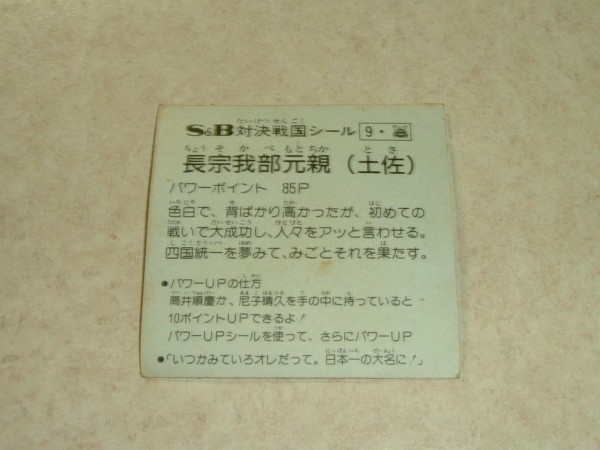 S&B対決戦国シール 9・
長宗我部元親（土佐）
パワーポイント 85P
色白で、背ばかり高かったが、初めての
戦いで大成功し、人々をアッと言わせる。
四国統一を夢みて、みごとそれを果たす。
●パワーUPの仕方
筒井順慶か、尼子晴久を手の中に持っていると
10ポイントUPできるよ！
パワーUPシールを使って、さらにパワーUP
●「いつかみていろオレだって。日本一の大名に！」